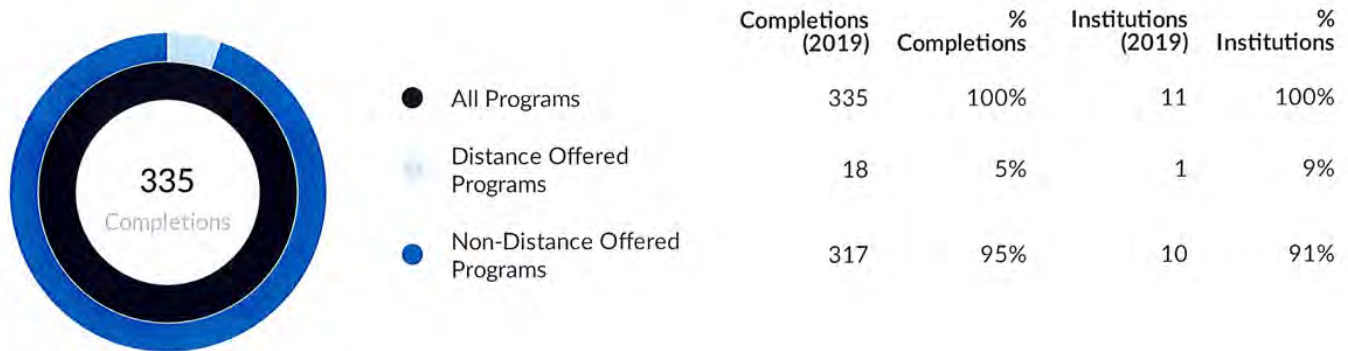 Completions (2019) % Completions Institutions (2019) % Institutions
335
Completions
All Programs 335 100% 11 100%
Distance Offered Programs 18 5% 1 9%
Non-Distance Offered Programs 317 95% 10 91%